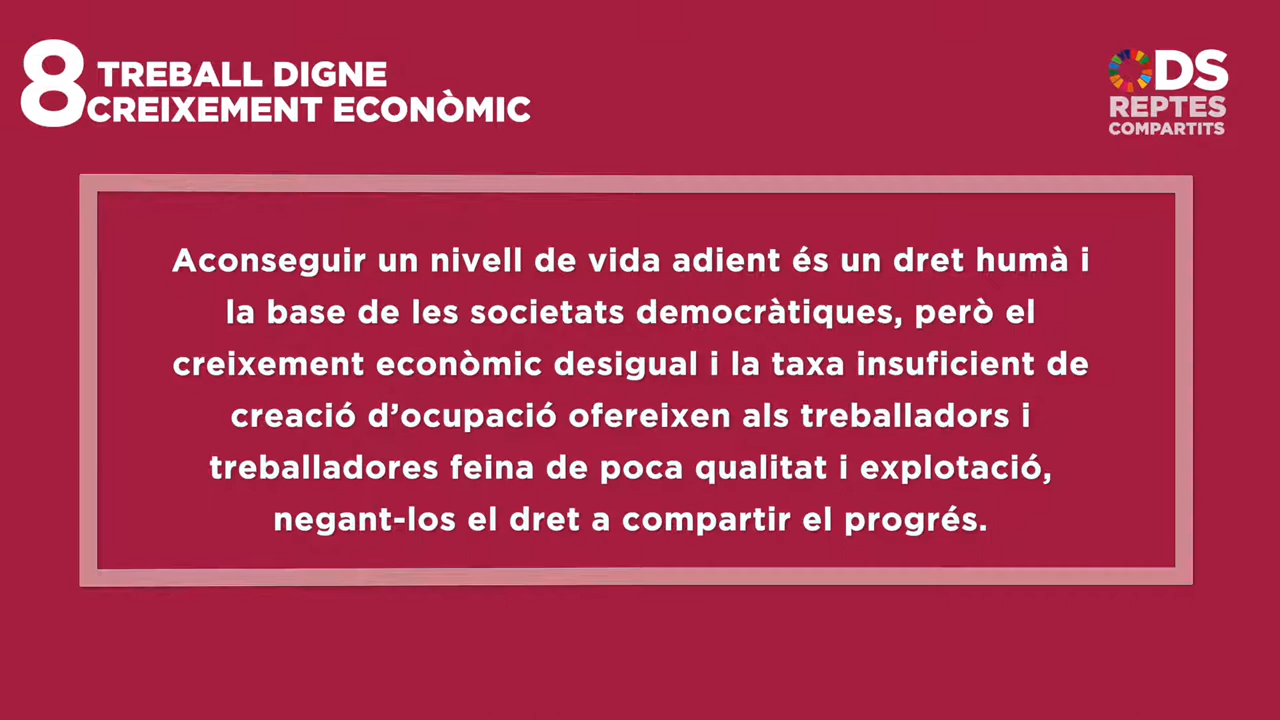 8 TREBALL DIGNE
CREIXEMENT ECONÒMIC
ODS
REPTES
COMPARTITS
Aconseguir un nivell de vida adient és un dret humà i
la base de les societats democràtiques, però el
creixement econòmic desigual i la taxa insuficient de
creació d’ocupació ofereixen als treballadors i
treballadores feina de poca qualitat i explotació,
negant-los el dret a compartir el progrés.